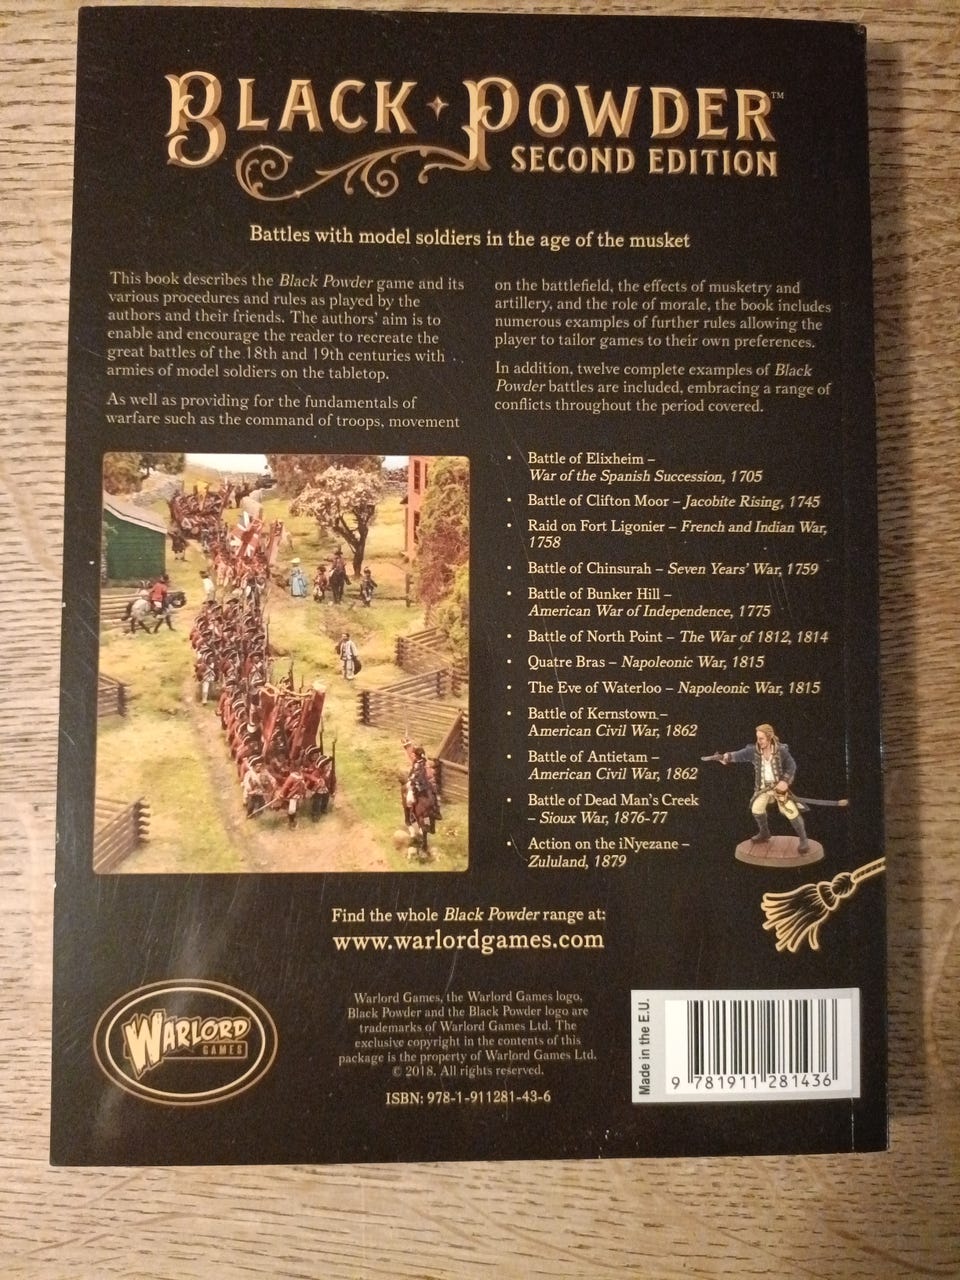 BLACK POWDER™
SECOND EDITION
Battles with model soldiers in the age of the musket
This book describes the Black Powder game and its
various procedures and rules as played by the
authors and their friends. The authors' aim is to
enable and encourage the reader to recreate the
great battles of the 18th and 19th centuries with
armies of model soldiers on the tabletop.
As well as providing for the fundamentals of
warfare such as the command of troops, movement
on the battlefield, the effects of musketry and
artillery, and the role of morale, the book includes
numerous examples of further rules allowing the
player to tailor games to their own preferences.
In addition, twelve complete examples of Black
Powder battles are included, embracing a range of
conflicts throughout the period covered.
• Battle of Elixheim –
War of the Spanish Succession, 1705
• Battle of Clifton Moor – Jacobite Rising, 1745
• Raid on Fort Ligonier – French and Indian War,
1758
• Battle of Chinsurah – Seven Years' War, 1759
• Battle of Bunker Hill –
American War of Independence, 1775
• Battle of North Point – The War of 1812, 1814
• Quatre Bras – Napoleonic War, 1815
• The Eve of Waterloo – Napoleonic War, 1815
• Battle of Kernstown –
American Civil War, 1862
• Battle of Antietam –
American Civil War, 1862
• Battle of Dead Man's Creek
– Sioux War, 1876-77
• Action on the iNyezane –
Zululand, 1879
Find the whole Black Powder range at:
www.warlordgames.com
WARLORD
GAMES
Warlord Games, the Warlord Games logo,
Black Powder and the Black Powder logo are
trademarks of Warlord Games Ltd. The
exclusive copyright in the contents of this
package is the property of Warlord Games Ltd.
© 2018. All rights reserved.
ISBN: 978-1-911281-43-6
Made in the E.U.
9 781911 281436